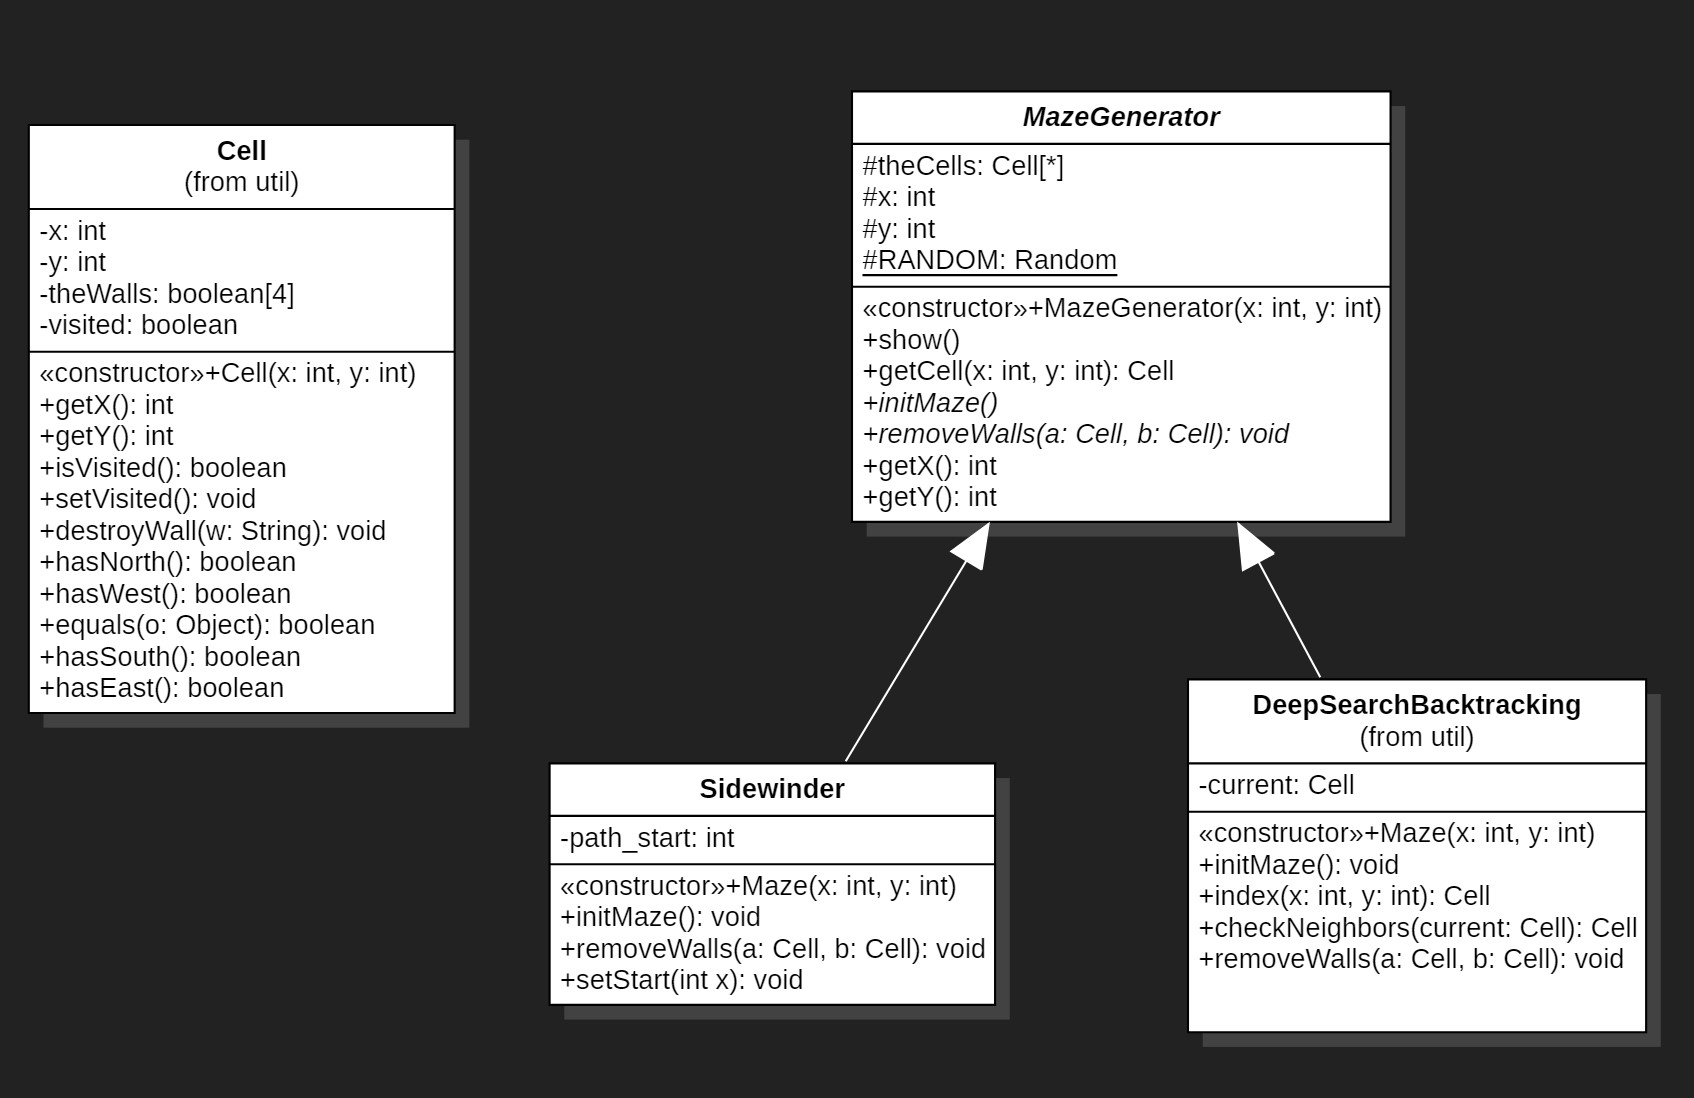 Cell
(from util)
-x: int
-y: int
-theWalls: boolean[4]
-visited: boolean
«constructor»+Cell(x: int, y: int)
+getX(): int
+getY(): int
+isVisited(): boolean
+setVisited(): void
+destroyWall(w: String): void
+hasNorth(): boolean
+hasWest(): boolean
+equals(o: Object): boolean
+hasSouth(): boolean
+hasEast(): boolean
MazeGenerator
#theCells: Cell[*]
#x: int
#y: int
#RANDOM: Random
«constructor»+MazeGenerator(x: int, y: int)
+show()
+getCell(x: int, y: int): Cell
+initMaze()
+removeWalls(a: Cell, b: Cell): void
+getX(): int
+getY(): int
Sidewinder
-path_start: int
«constructor»+Maze(x: int, y: int)
+initMaze(): void
+removeWalls(a: Cell, b: Cell): void
+setStart(int x): void
DeepSearchBacktracking
(from util)
-current: Cell
«constructor»+Maze(x: int, y: int)
+initMaze(): void
+index(x: int, y: int): Cell
+checkNeighbors(current: Cell): Cell
+removeWalls(a: Cell, b: Cell): void